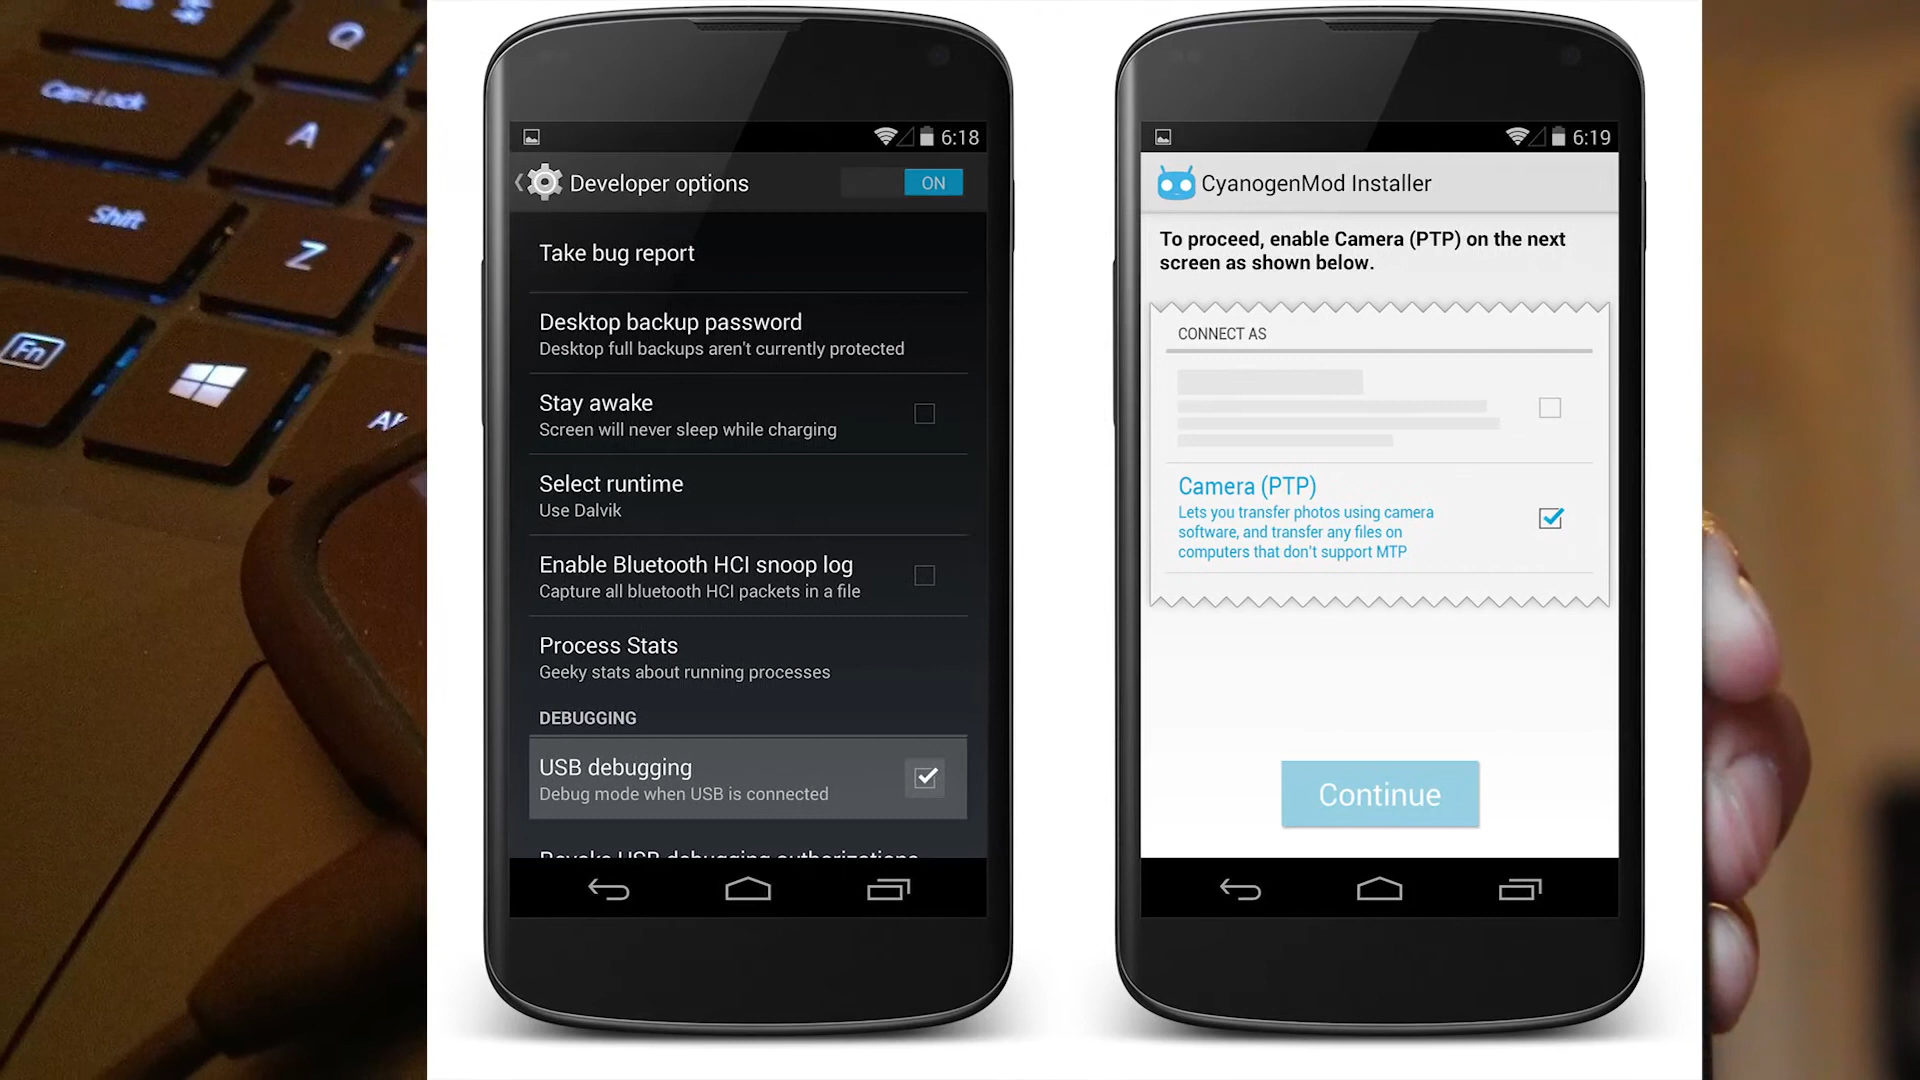 Q
Caps Lock
A
Shift
Z
Fn
6:18
Developer options
ON
Take bug report
Desktop backup password
Desktop full backups aren't currently protected
Stay awake
Screen will never sleep while charging
Select runtime
Use Dalvik
Enable Bluetooth HCI snoop log
Capture all bluetooth HCI packets in a file
Process Stats
Geeky stats about running processes
DEBUGGING
USB debugging
Debug mode when USB is connected
Revoke USB debugging authorizations
6:19
CyanogenMod Installer
To proceed, enable Camera (PTP) on the next
screen as shown below.
CONNECT AS
Camera (PTP)
Lets you transfer photos using camera
software, and transfer any files on
computers that don't support MTP
Continue